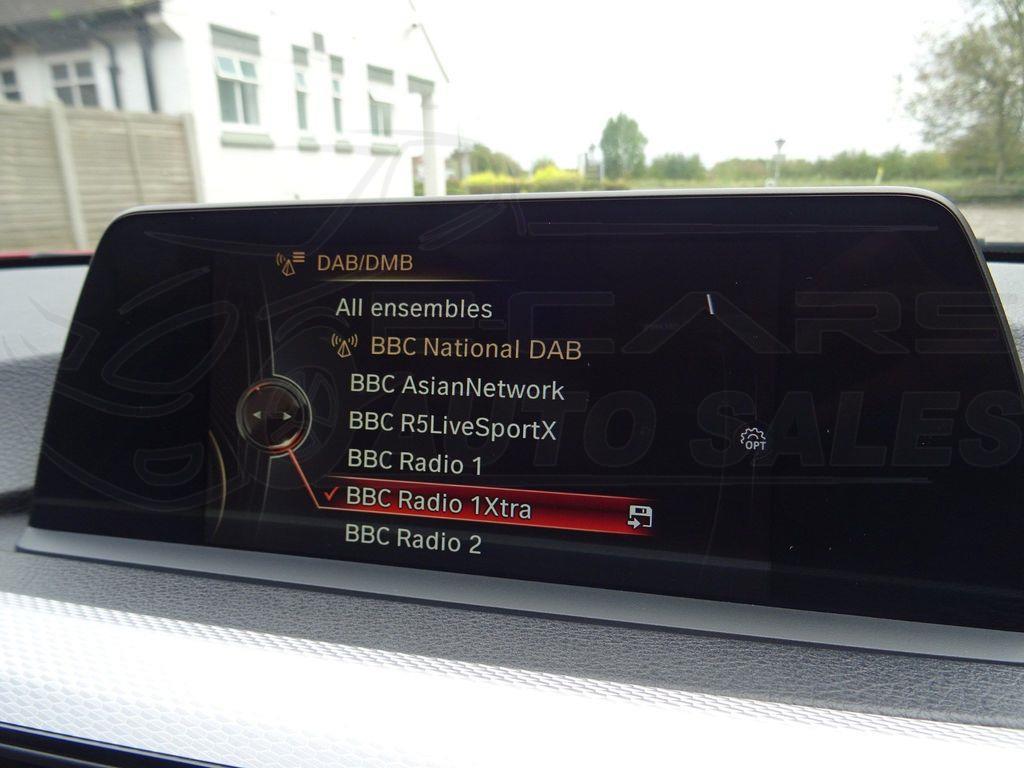 DAB/DMB
All ensembles
BBC National DAB
BBC AsianNetwork
BBC R5LiveSportX
BBC Radio 1
BBC Radio 1Xtra
BBC Radio 2
OPT
CARS
AUTO SALES